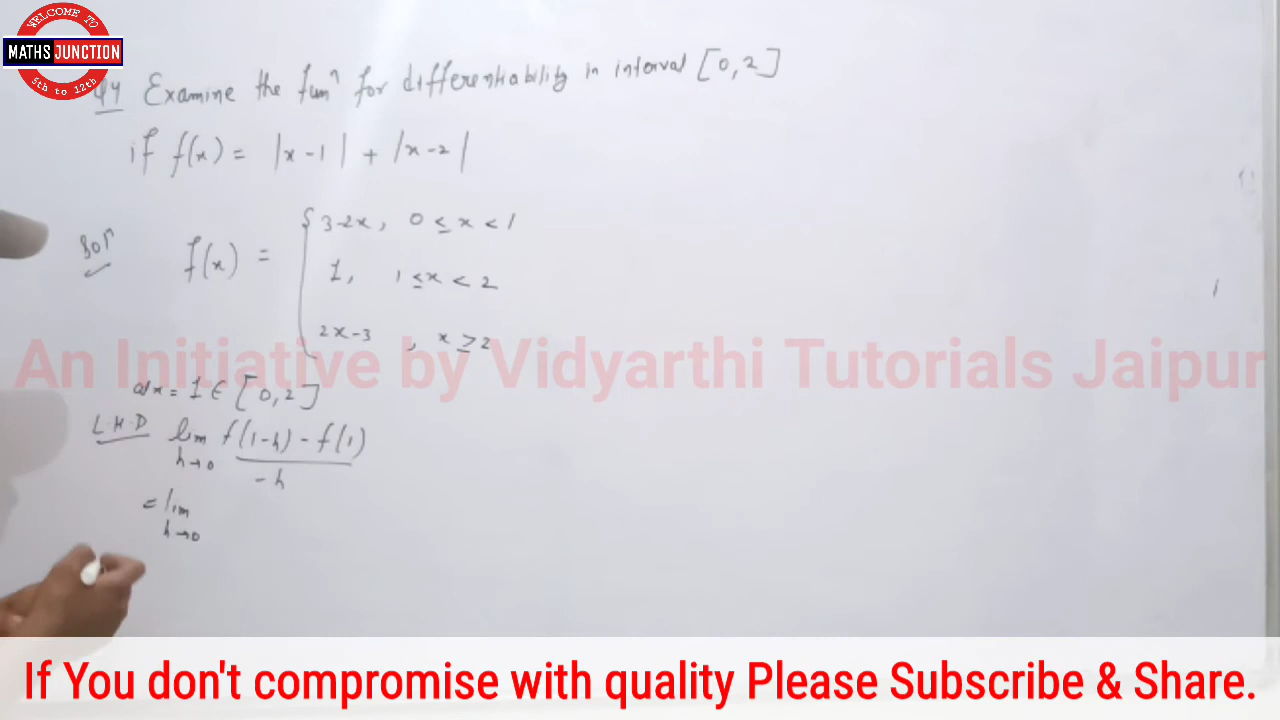 WELCOME TO
MATHS JUNCTION
5th to 12th
Q4 Examine the funⁿ for differentiability in interval [0,2]
if f(x) = |x-1| + |x-2|
Solⁿ
f(x) = { 3-2x, 0 ≤ x < 1
1, 1 ≤ x < 2
2x-3, x ≥ 2
An Initiative by Vidyarthi Tutorials Jaipur
at x = 1 ∈ [0,2]
L.H.D lim h→0 f(1-h) - f(1) / -h
= lim h→0
If You don't compromise with quality Please Subscribe & Share.